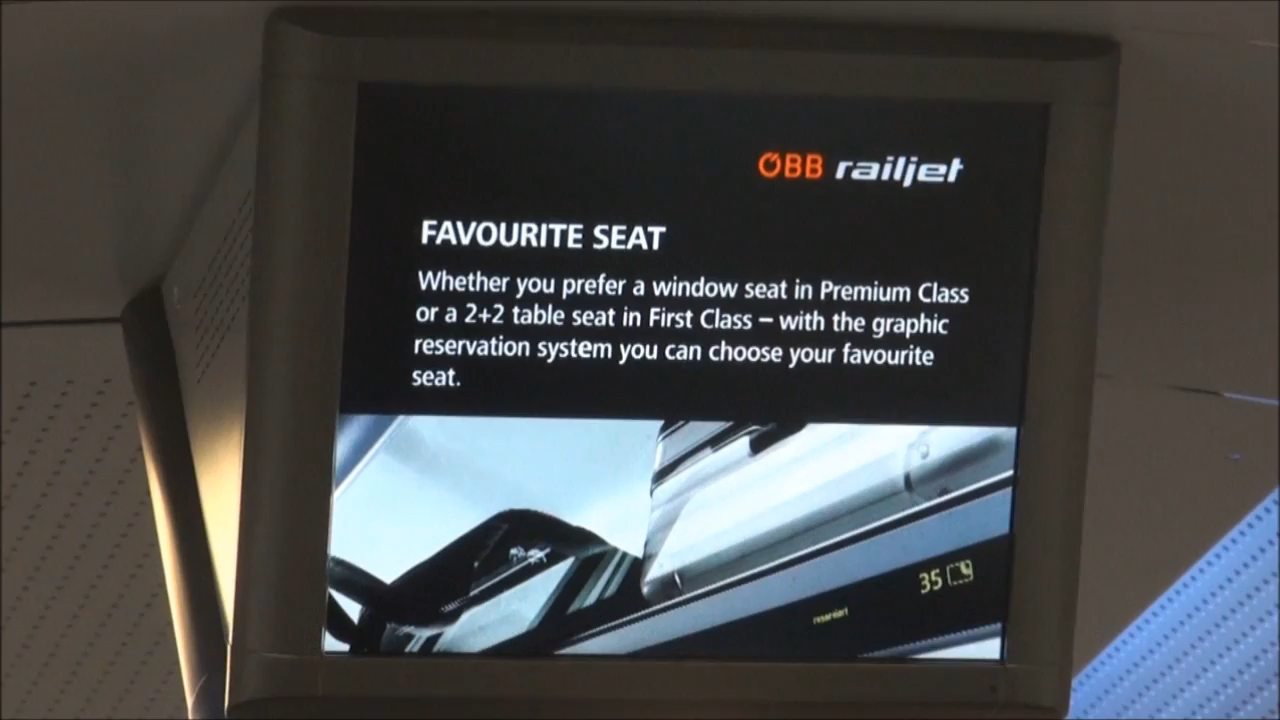 ÖBB railjet
FAVOURITE SEAT
Whether you prefer a window seat in Premium Class
or a 2+2 table seat in First Class – with the graphic
reservation system you can choose your favourite
seat.
35
reserviert